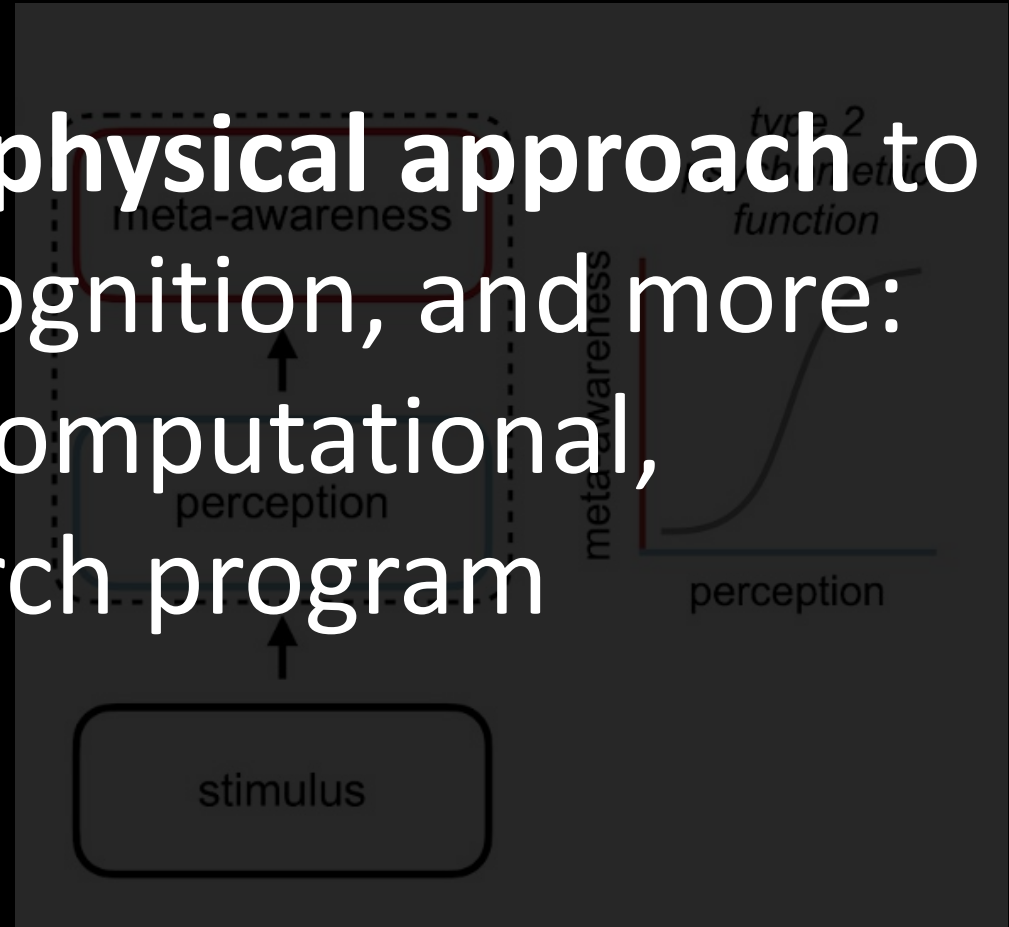 physical approach to
ognition, and more:
omputational,
rch program
meta-awareness
perception
stimulus
type 2
psychometric
function
meta-awareness
perception